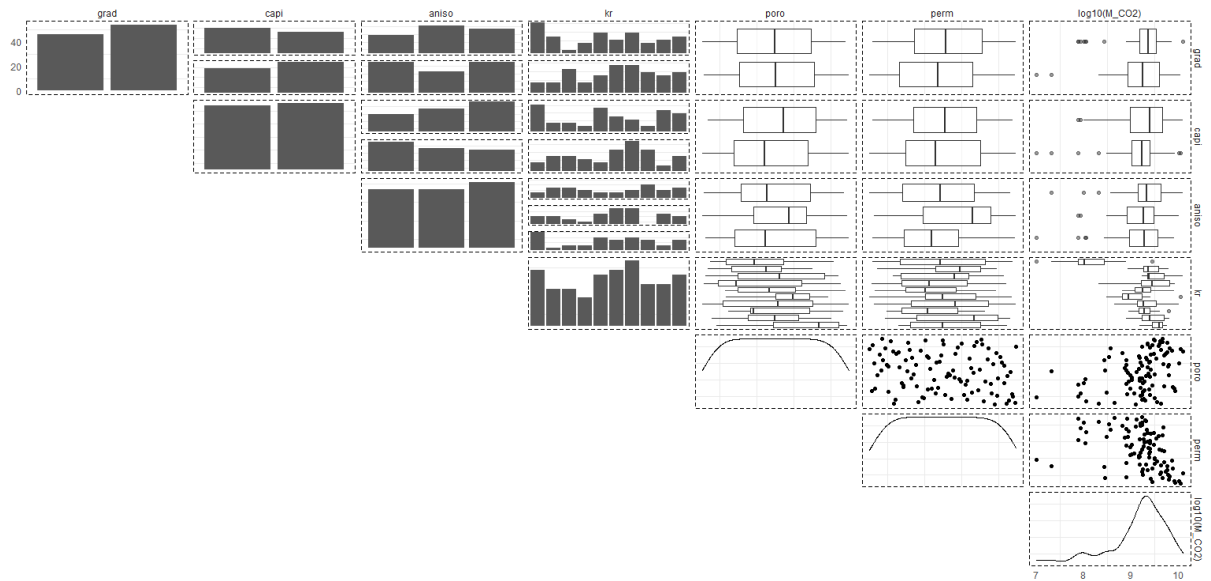 grad capi aniso kr poro perm log10(M_CO2)
40
20
0
grad
capi
aniso
kr
poro
perm
log10(M_CO2)
7 8 9 10